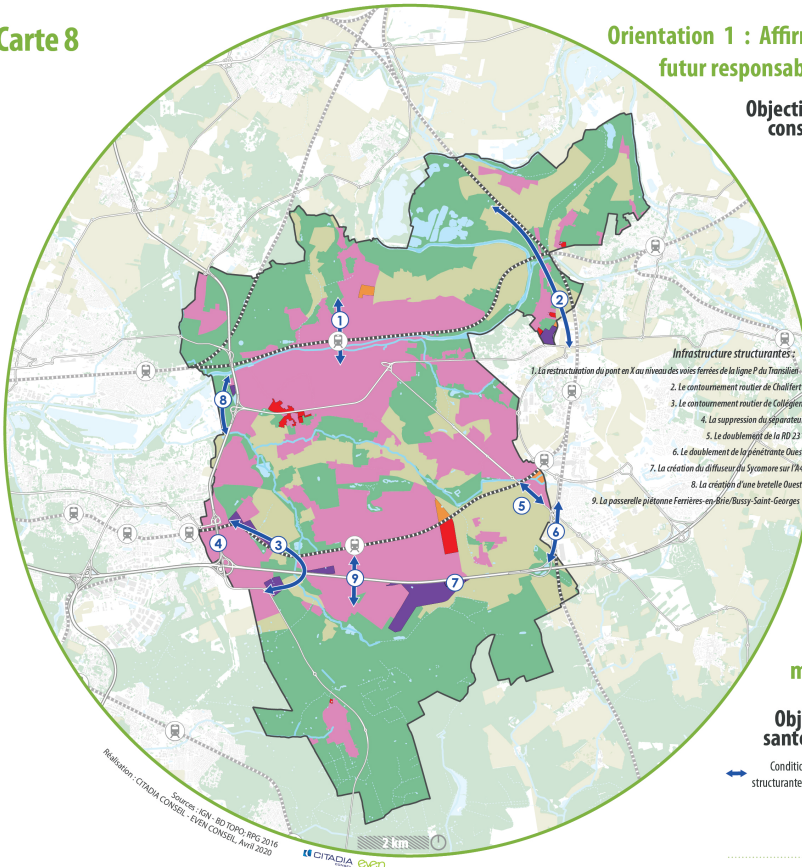 Carte 8
Orientation 1 : Affirm
futur responsab
Objecti
cons
1
2
8
3
4
5
6
7
9
Infrastructure structurantes :
1. La restructuration du pont en X au niveau des voies ferrées de la ligne P du Transilien
2. Le contournement routier de Chalifert
3. Le contournement routier de Collégien
4. La suppression du séparateu
5. Le doublement de la RD 23
6. Le doublement de la pénétrante Oues
7. La création du diffuseur du Sycamore sur l'A4
8. La création d'une bretelle Ouest
9. La passerelle piétonne Ferrières-en-Brie/Bussy-Saint-Georges
m
Obj
sant
Conditio
structurante
Sources : IGN - BD TOPO; RPG 2016
Réalisation : CITADIA CONSEIL - EVEN CONSEIL, Avril 2020
2 km
CITADIA
even